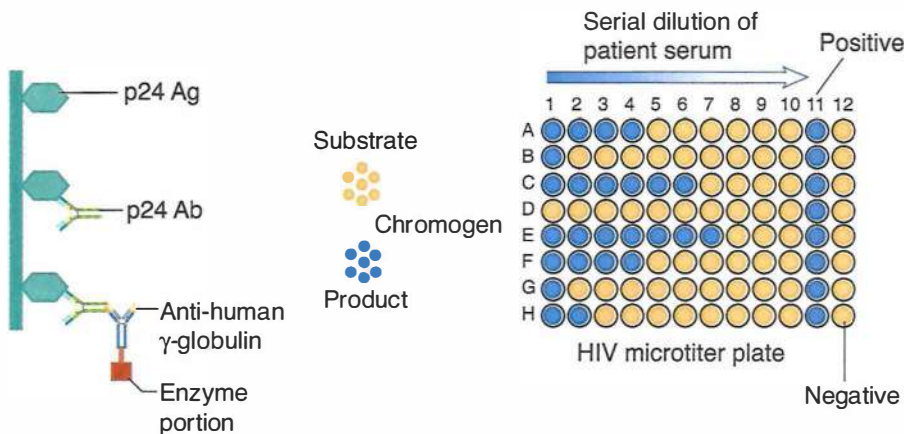 p24 Ag
p24 Ab
Anti-human
γ-globulin
Enzyme
portion
Substrate
Chromogen
Product
Serial dilution of
patient serum
Positive
1 2 3 4 5 6 7 8 9 10 11 12
A
B
C
D
E
F
G
H
HIV microtiter plate
Negative